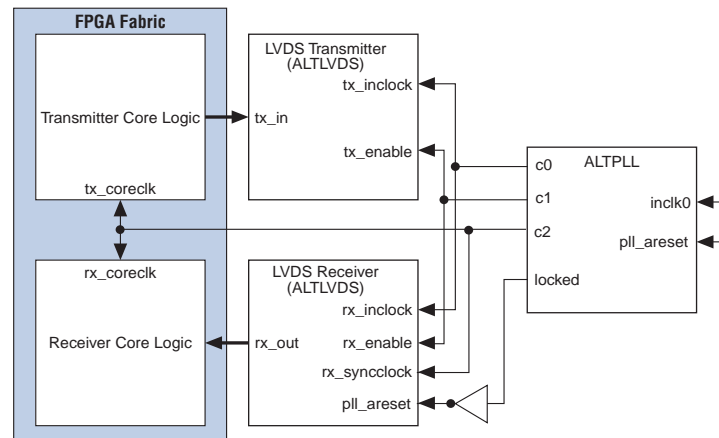 FPGA Fabric
Transmitter Core Logic
tx_coreclk
rx_coreclk
Receiver Core Logic
LVDS Transmitter
(ALTLVDS)
tx_inclock
tx_in
tx_enable
LVDS Receiver
(ALTLVDS)
rx_inclock
rx_out
rx_enable
rx_syncclock
pll_areset
ALTPLL
c0
c1
c2
locked
inclk0
pll_areset